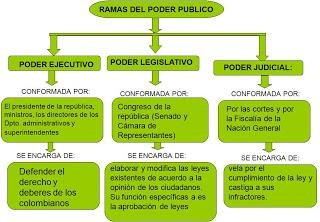 RAMAS DEL PODER PUBLICO
PODER EJECUTIVO
PODER LEGISLATIVO
PODER JUDICIAL:
CONFORMADA POR:
CONFORMADA POR:
CONFORMADA POR:
El presidente de la república,
ministros, los directores de los
Dpto. administrativos y
superintendentes
Congreso de la
república (Senado y
Cámara de
Representantes)
Por las cortes y por
la Fiscalía de la
Nación General
SE ENCARGA DE:
SE ENCARGA DE:
SE ENCARGA DE:
Defender el
derecho y
deberes de los
colombianos
elaborar y modifica las leyes
existentes de acuerdo a la
opinión de los ciudadanos.
Su función específicas a es
la aprobación de leyes
vela por el
cumplimiento de la ley y
castiga a sus
infractores.